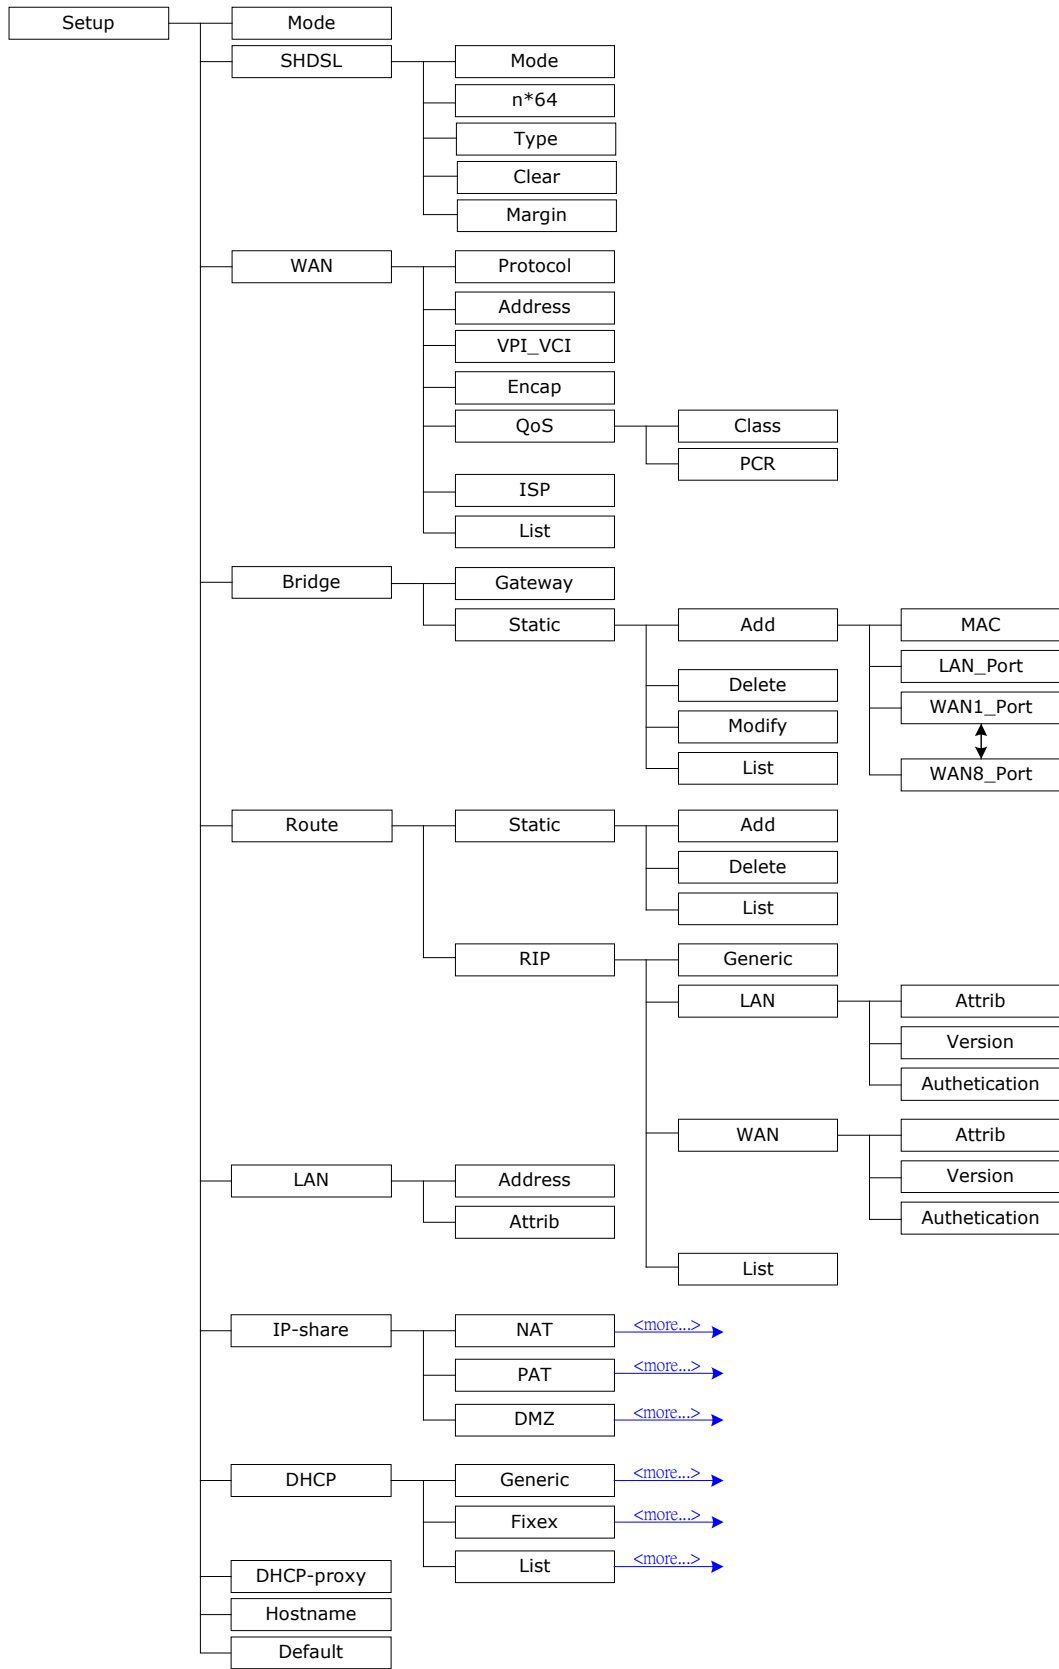 Setup
Mode
SHDSL
Mode
n*64
Type
Clear
Margin
WAN
Protocol
Address
VPI_VCI
Encap
QoS
Class
PCR
ISP
List
Bridge
Gateway
Static
Add
MAC
LAN_Port
Delete
WAN1_Port
Modify
List
WAN8_Port
Route
Static
Add
Delete
List
RIP
Generic
LAN
Attrib
Version
Authetication
WAN
Attrib
Version
Authetication
List
LAN
Address
Attrib
IP-share
NAT
<more...>
PAT
<more...>
DMZ
<more...>
DHCP
Generic
<more...>
Fixex
<more...>
List
<more...>
DHCP-proxy
Hostname
Default